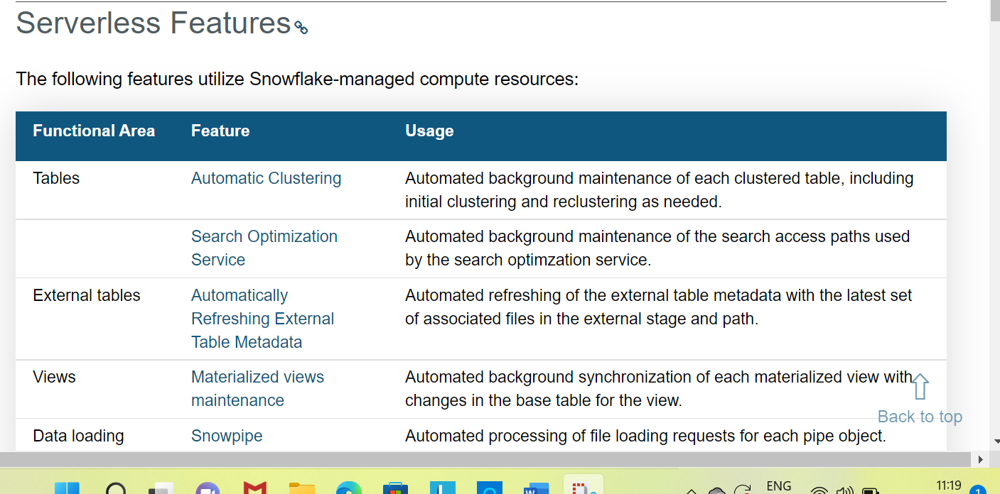 Serverless Features
The following features utilize Snowflake-managed compute resources:
Functional Area Feature Usage
Tables Automatic Clustering Automated background maintenance of each clustered table, including
initial clustering and reclustering as needed.
Search Optimization Automated background maintenance of the search access paths used
Service by the search optimzation service.
External tables Automatically Automated refreshing of the external table metadata with the latest set
Refreshing External of associated files in the external stage and path.
Table Metadata
Views Materialized views Automated background synchronization of each materialized view with
maintenance changes in the base table for the view.
Back to top
Data loading Snowpipe Automated processing of file loading requests for each pipe object.
ENG 11:19 1